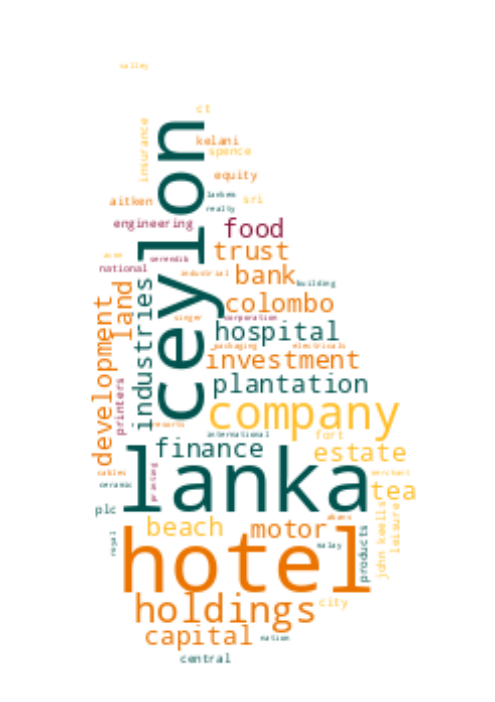 valley
ct
insurance
kelani
spence
ceylon
equity
aitken
lankem
sri
realty
engineering
food
trust
acme
serendib
national
industrial
bank
building
land
industries
development
colombo
singer
corporation
hospital
packaging
electricals
investment
printers
plantation
company
resorts
international
fort
finance
estate
lanka
cables
printing
merchant
ceramic
tea
plc
abans
beach
motor
john keells
leisure
royal
malay
products
hotel
holdings
city
capital
nation
central